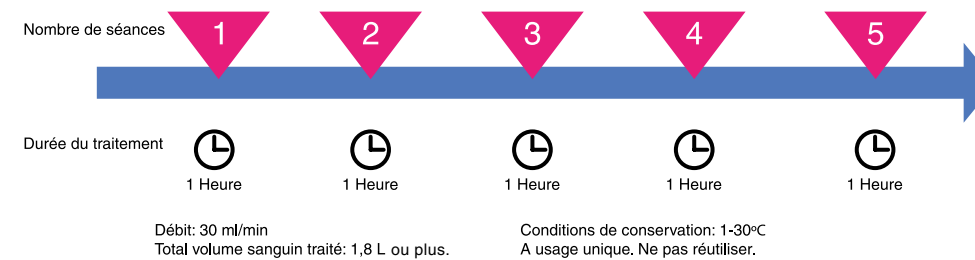 Nombre de séances 1 2 3 4 5
Durée du traitement
1 Heure 1 Heure 1 Heure 1 Heure 1 Heure
Débit: 30 ml/min
Total volume sanguin traité: 1,8 L ou plus.
Conditions de conservation: 1-30ºC
A usage unique. Ne pas réutiliser.